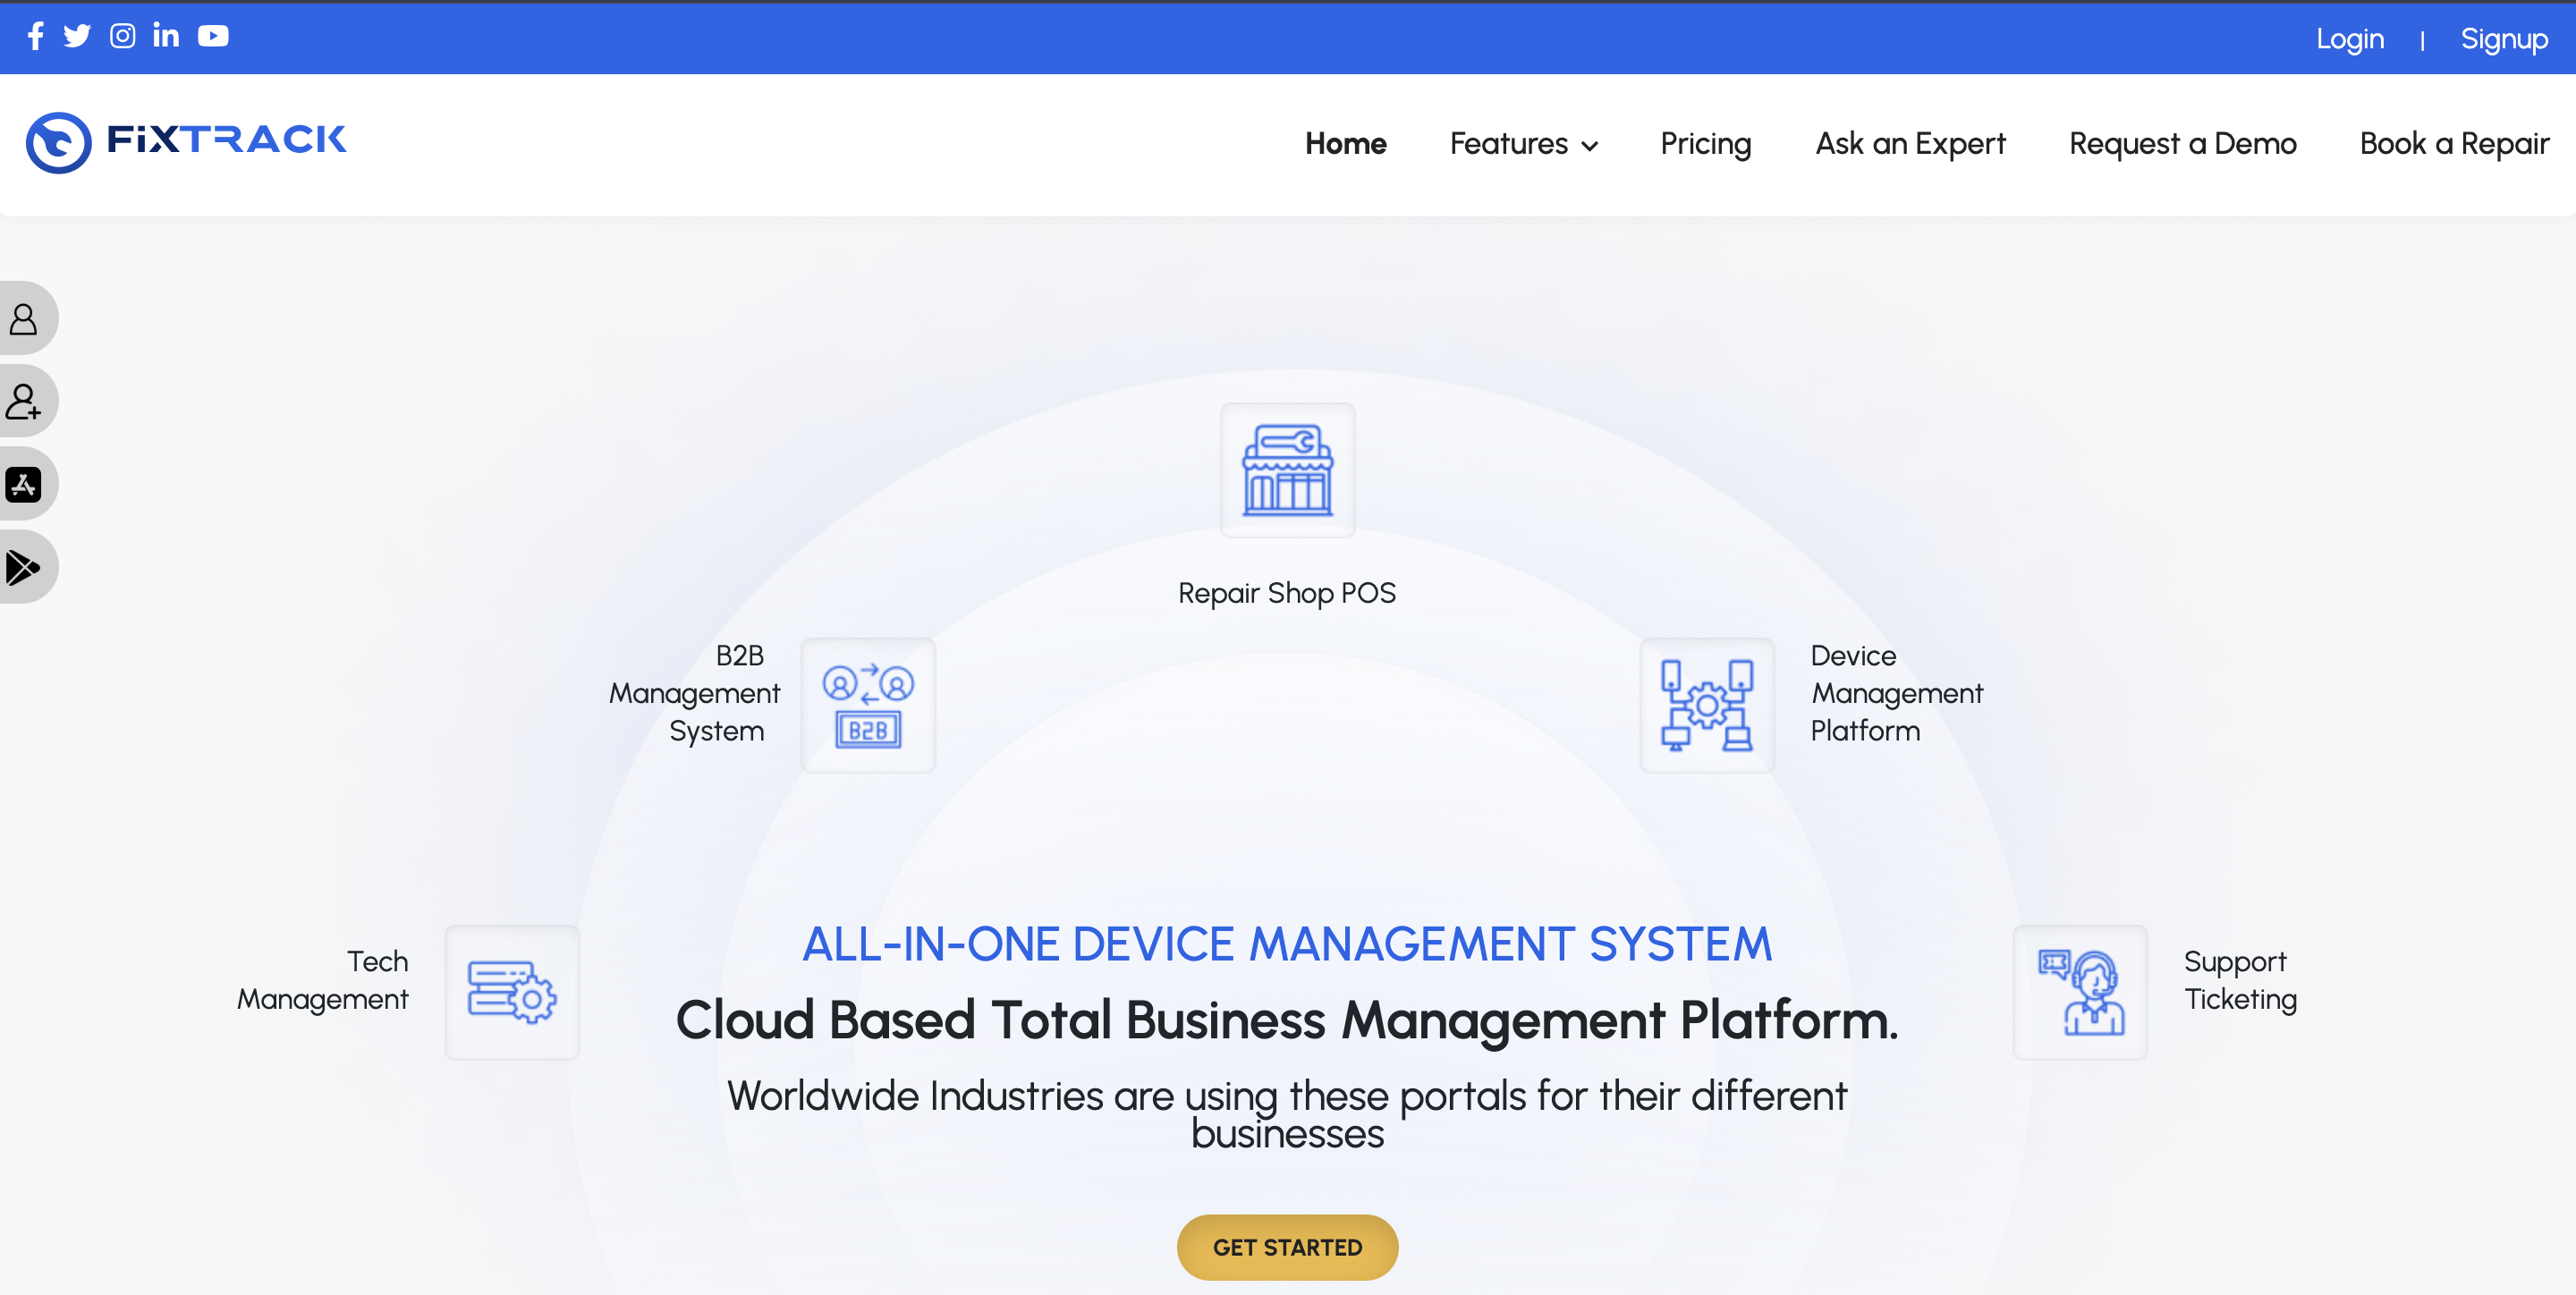 Login | Signup
FiXTRACK
Home Features Pricing Ask an Expert Request a Demo Book a Repair
Repair Shop POS
B2B
Management
System
B2B
Device
Management
Platform
Tech
Management
Support
Ticketing
ALL-IN-ONE DEVICE MANAGEMENT SYSTEM
Cloud Based Total Business Management Platform.
Worldwide Industries are using these portals for their different
businesses
GET STARTED